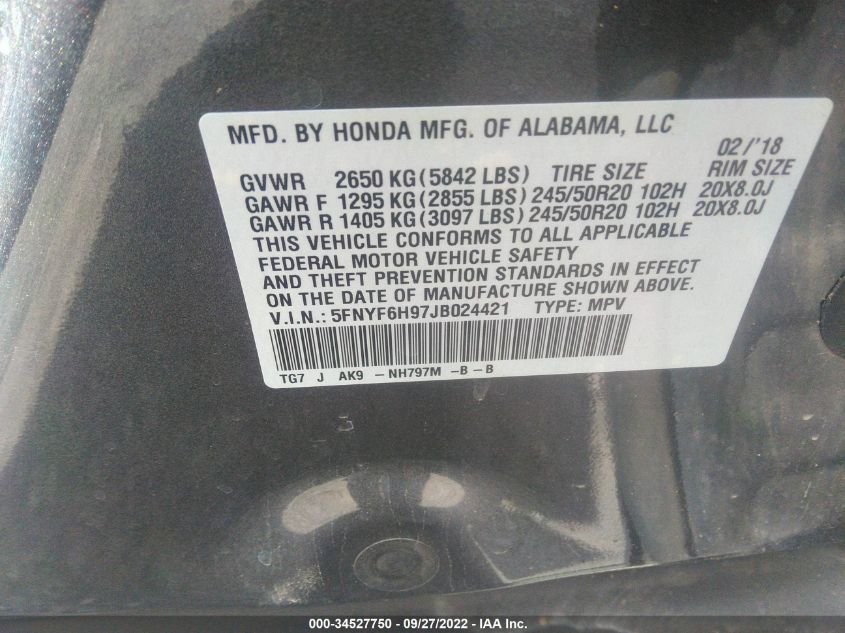 MFD. BY HONDA MFG. OF ALABAMA, LLC
02/'18
GVWR 2650 KG(5842 LBS) TIRE SIZE RIM SIZE
GAWR F 1295 KG(2855 LBS) 245/50R20 102H 20X8.0J
GAWR R 1405 KG(3097 LBS) 245/50R20 102H 20X8.0J
THIS VEHICLE CONFORMS TO ALL APPLICABLE
FEDERAL MOTOR VEHICLE SAFETY
AND THEFT PREVENTION STANDARDS IN EFFECT
ON THE DATE OF MANUFACTURE SHOWN ABOVE.
V.I.N.: 5FNYF6H97JB024421 TYPE: MPV
TG7 J AK9 -NH797M -B -B
000-34527750 - 09/27/2022 - IAA Inc.